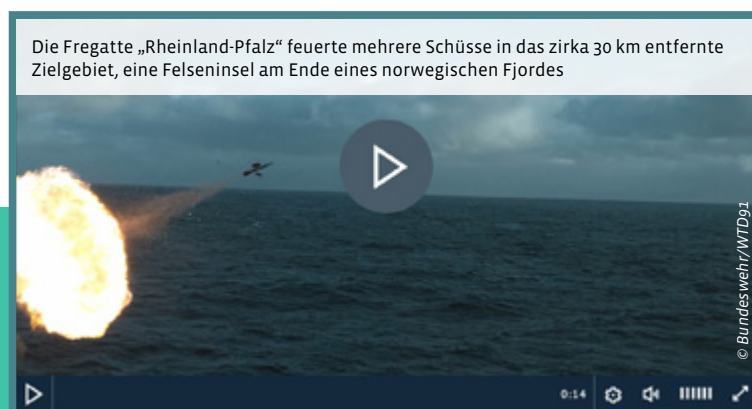 Die Fregatte „Rheinland-Pfalz“ feuerte mehrere Schüsse in das zirka 30 km entfernte
Zielgebiet, eine Felseninsel am Ende eines norwegischen Fjordes
© Bundeswehr/WTD91
0:14